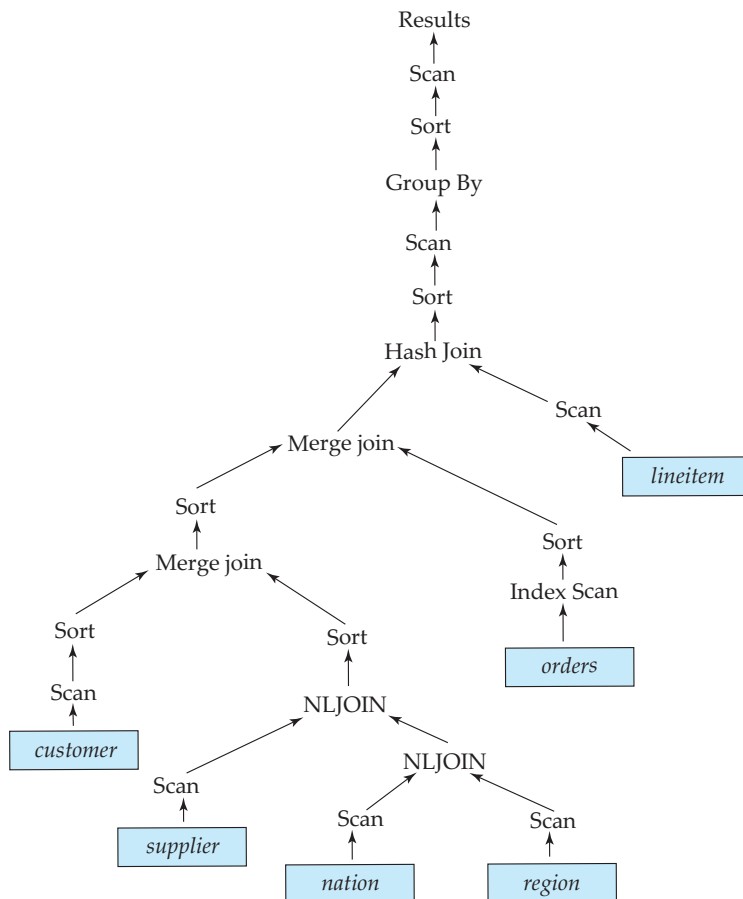 Results
Scan
Sort
Group By
Scan
Sort
Hash Join
Scan
Merge join
lineitem
Sort
Sort
Merge join
Index Scan
Sort
Sort
orders
Scan
NLJOIN
customer
NLJOIN
Scan
Scan
Scan
supplier
nation
region